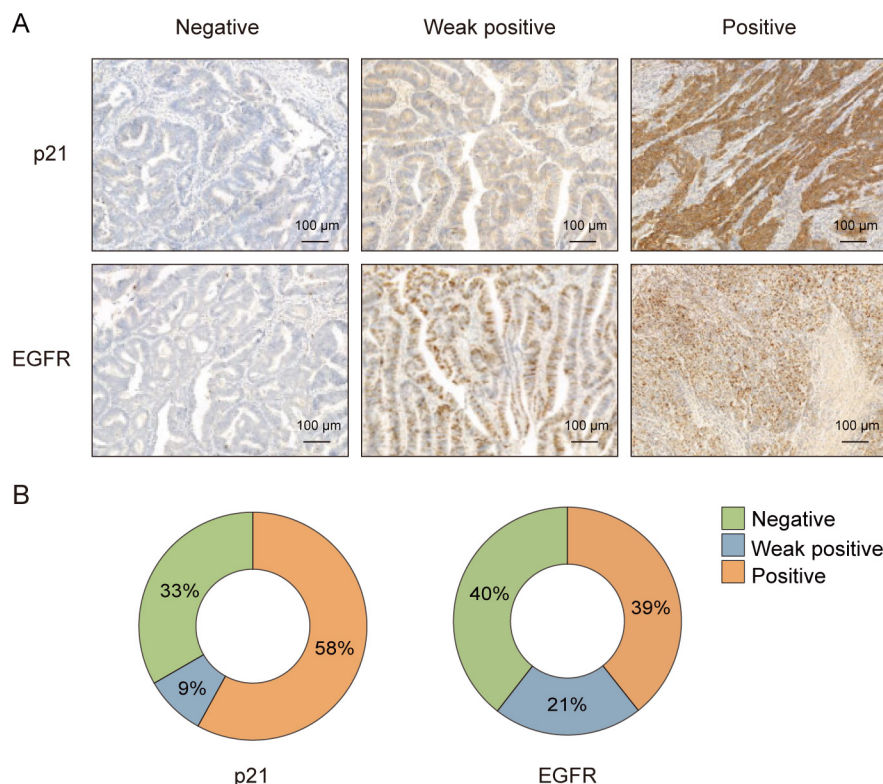 A
Negative
Weak positive
Positive
p21
100 µm
100 µm
100 µm
EGFR
100 µm
100 µm
100 µm
B
33%
58%
9%
p21
40%
39%
21%
EGFR
Negative
Weak positive
Positive